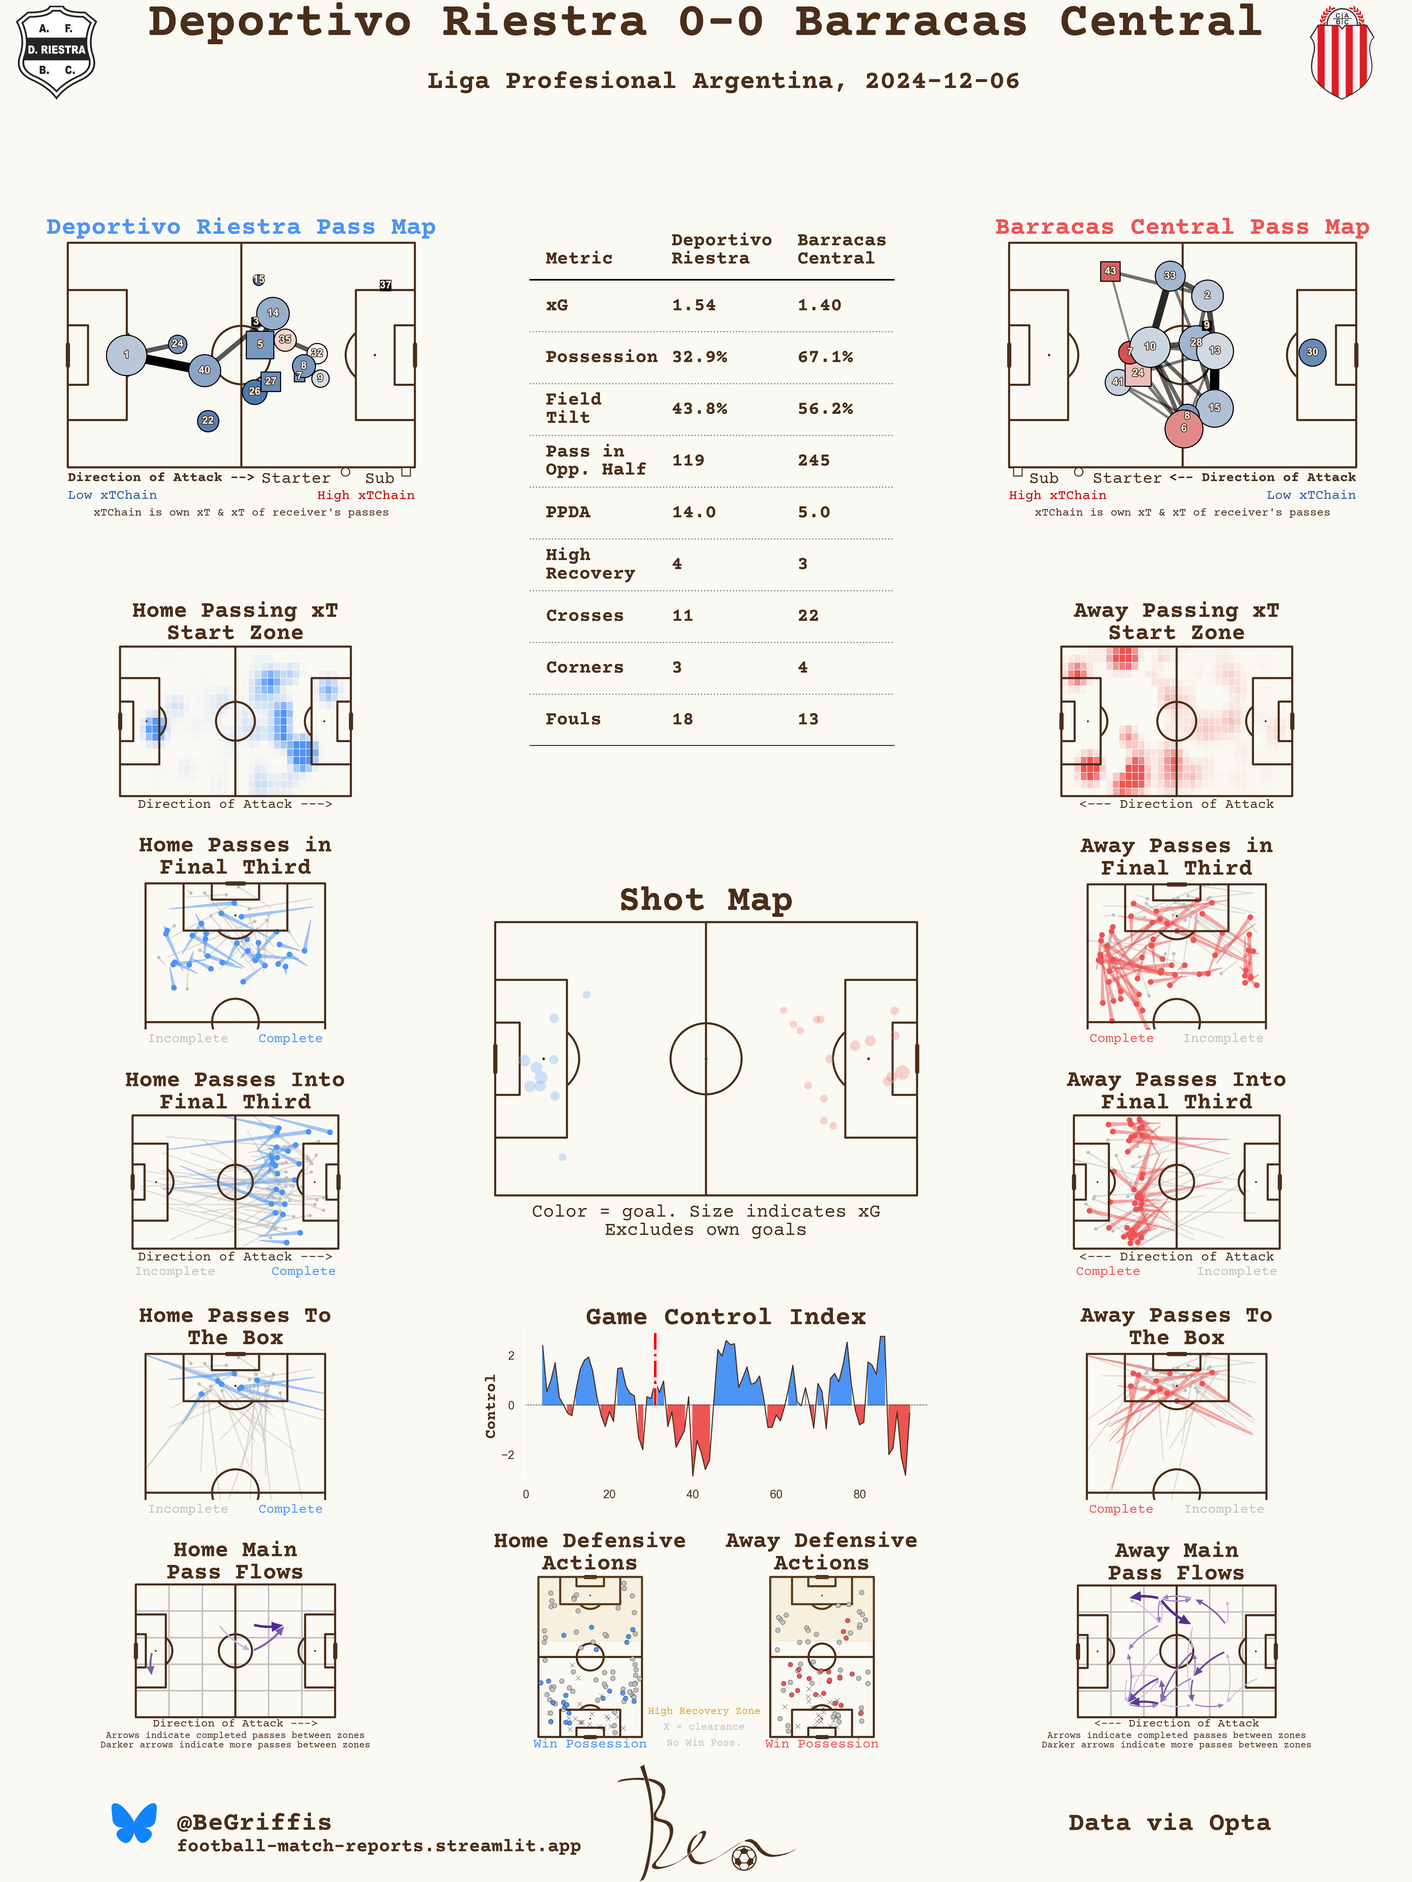 Deportivo Riestra 0-0 Barracas Central
Liga Profesional Argentina, 2024-12-06
A. F.
D. RIESTRA
B. C.
Deportivo Riestra Pass Map
15
37
14
3
5
35
24
32
1
40
8
7
9
27
26
22
Direction of Attack --> Starter Sub
Low xTChain High xTChain
xTChain is own xT & xT of receiver's passes
Metric Deportivo Riestra Barracas Central
xG 1.54 1.40
Possession 32.9% 67.1%
Field Tilt 43.8% 56.2%
Pass in Opp. Half 119 245
PPDA 14.0 5.0
High Recovery 4 3
Crosses 11 22
Corners 3 4
Fouls 18 13
Barracas Central Pass Map
43
33
2
9
10
28
13
7
30
24
41
15
8
6
Sub Starter <-- Direction of Attack
High xTChain Low xTChain
xTChain is own xT & xT of receiver's passes
Home Passing xT
Start Zone
Direction of Attack --->
Away Passing xT
Start Zone
<--- Direction of Attack
Home Passes in
Final Third
Incomplete Complete
Away Passes in
Final Third
Complete Incomplete
Shot Map
Color = goal. Size indicates xG
Excludes own goals
Home Passes Into
Final Third
Direction of Attack --->
Incomplete Complete
Away Passes Into
Final Third
<--- Direction of Attack
Complete Incomplete
Home Passes To
The Box
Incomplete Complete
Game Control Index
Control
2
0
−2
0 20 40 60 80
Away Passes To
The Box
Complete Incomplete
Home Main
Pass Flows
Direction of Attack --->
Arrows indicate completed passes between zones
Darker arrows indicate more passes between zones
Home Defensive
Actions
Win Possession
Away Defensive
Actions
Win Possession
High Recovery Zone
X = clearance
No Win Poss.
Away Main
Pass Flows
<--- Direction of Attack
Arrows indicate completed passes between zones
Darker arrows indicate more passes between zones
@BeGriffis
football-match-reports.streamlit.app
Ben
Data via Opta